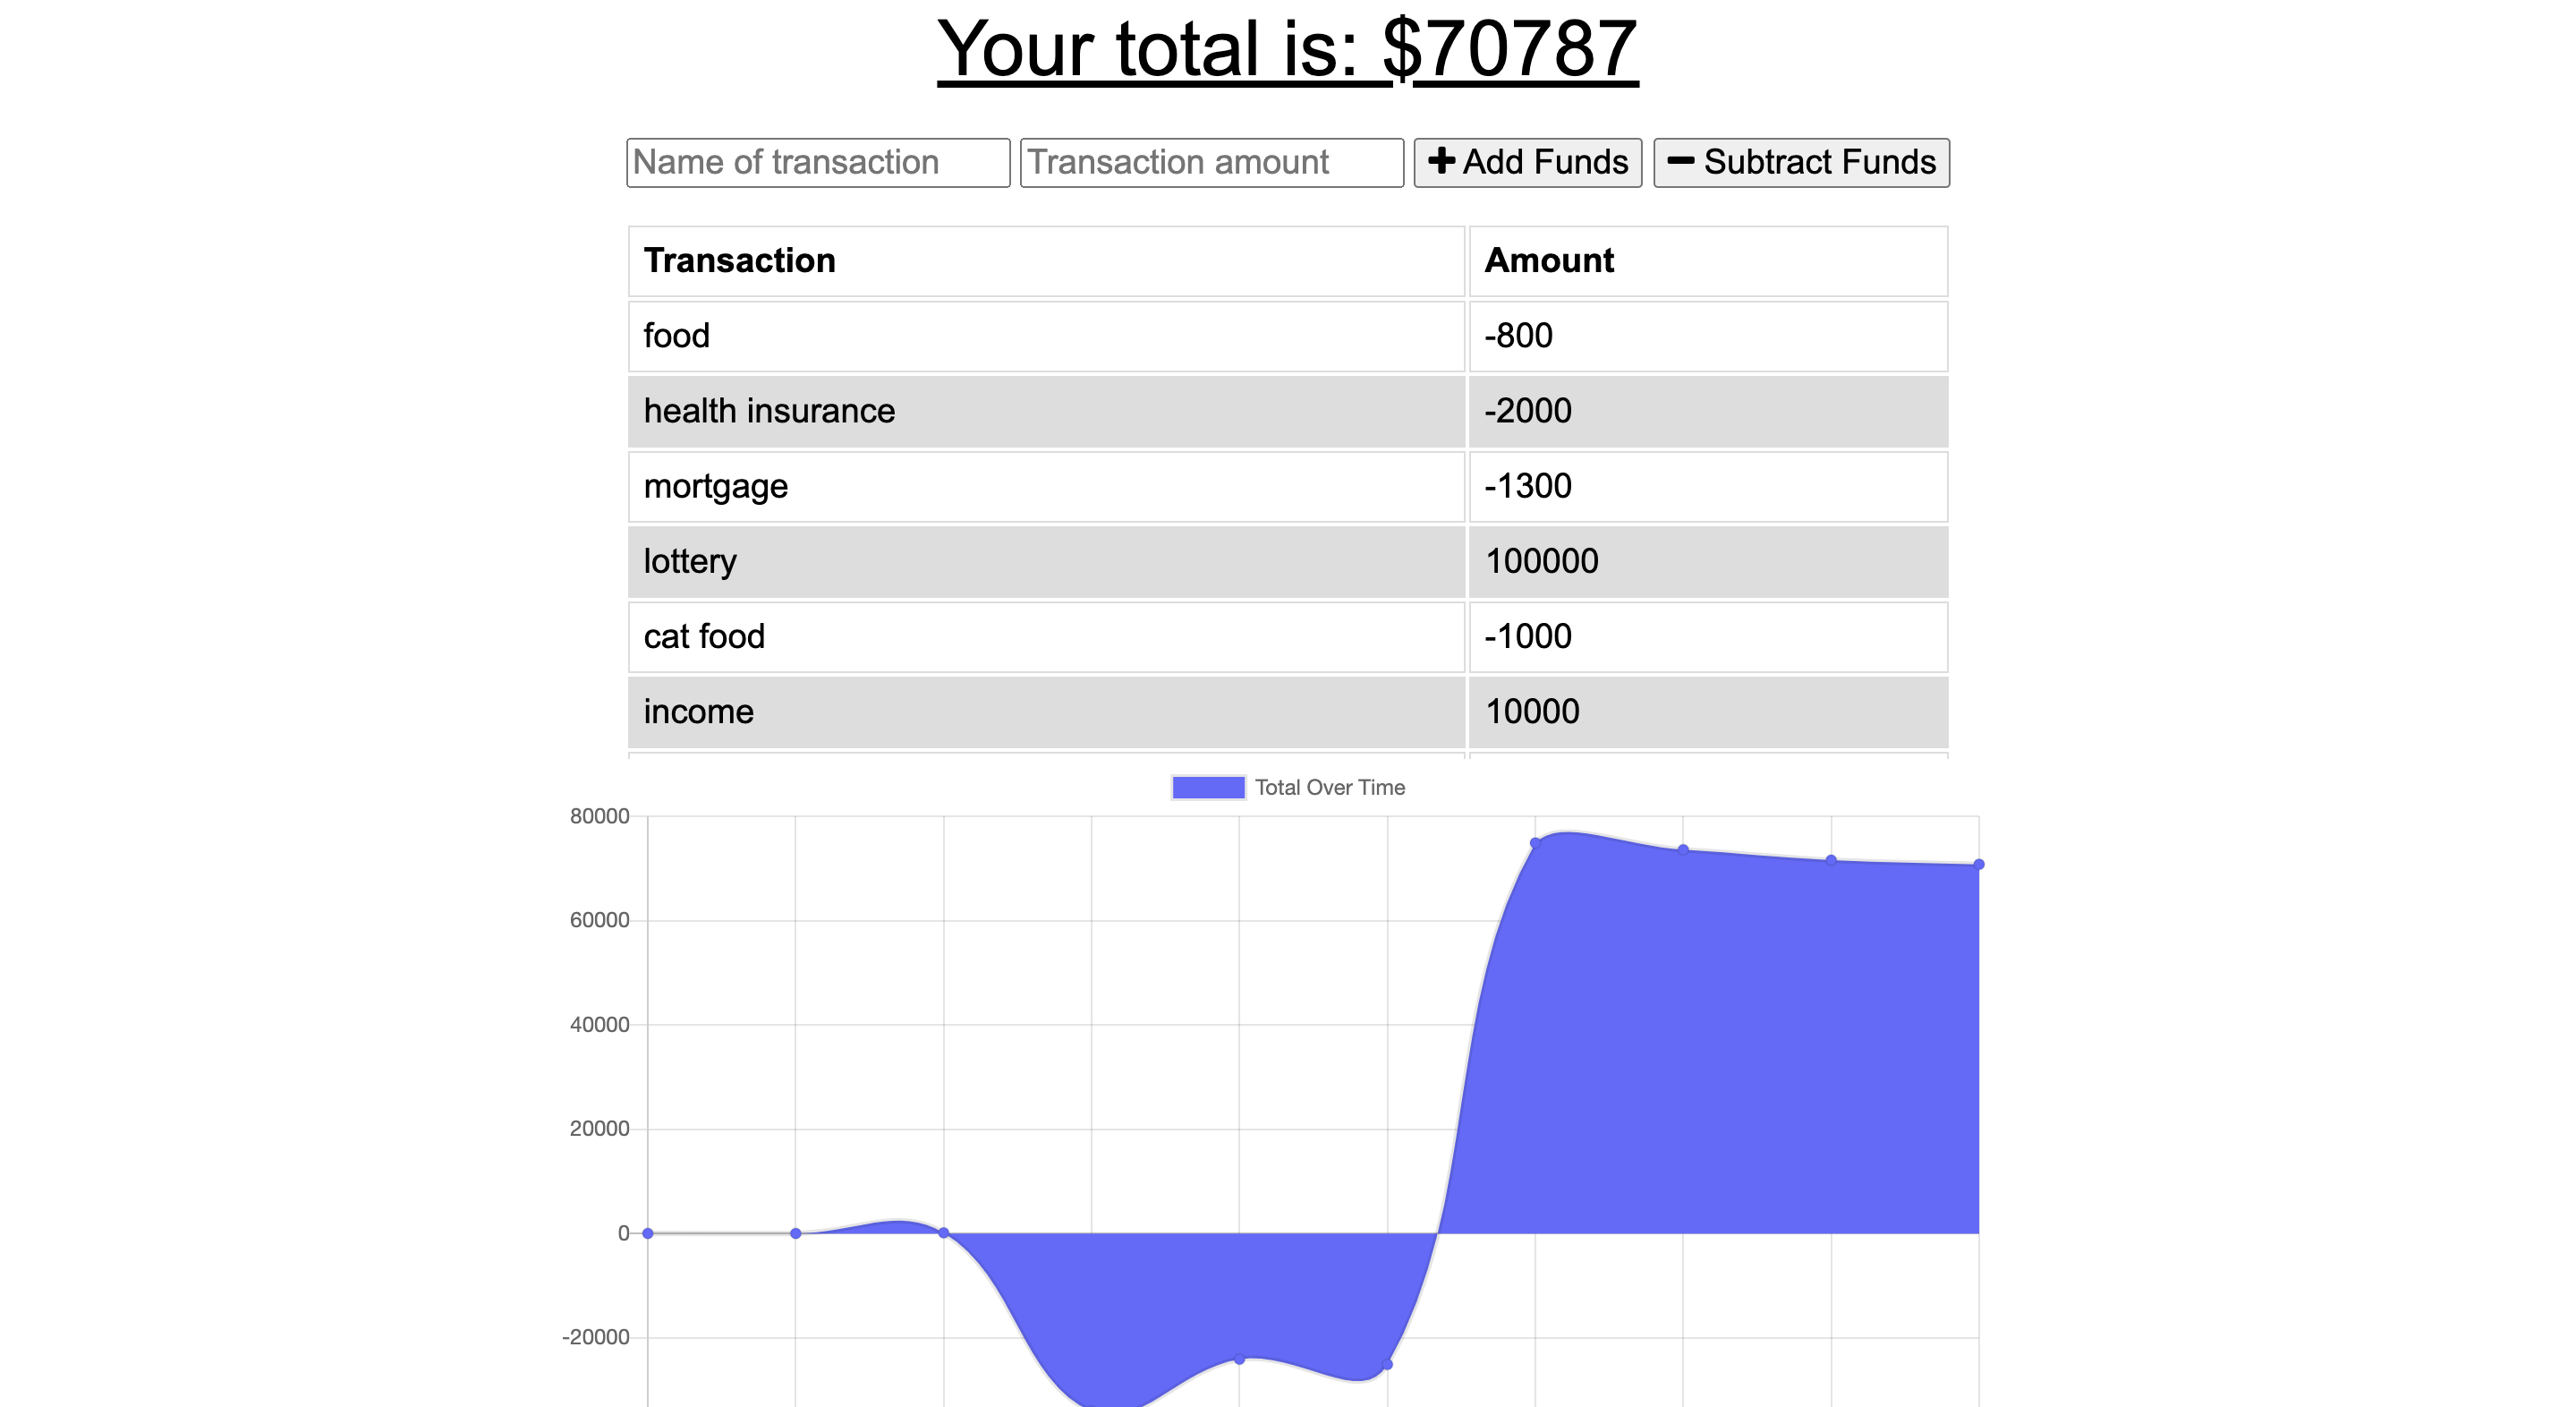 Your total is: $70787
Name of transaction Transaction amount Add Funds Subtract Funds
Transaction Amount
food -800
health insurance -2000
mortgage -1300
lottery 100000
cat food -1000
income 10000
Total Over Time
80000
60000
40000
20000
0
-20000